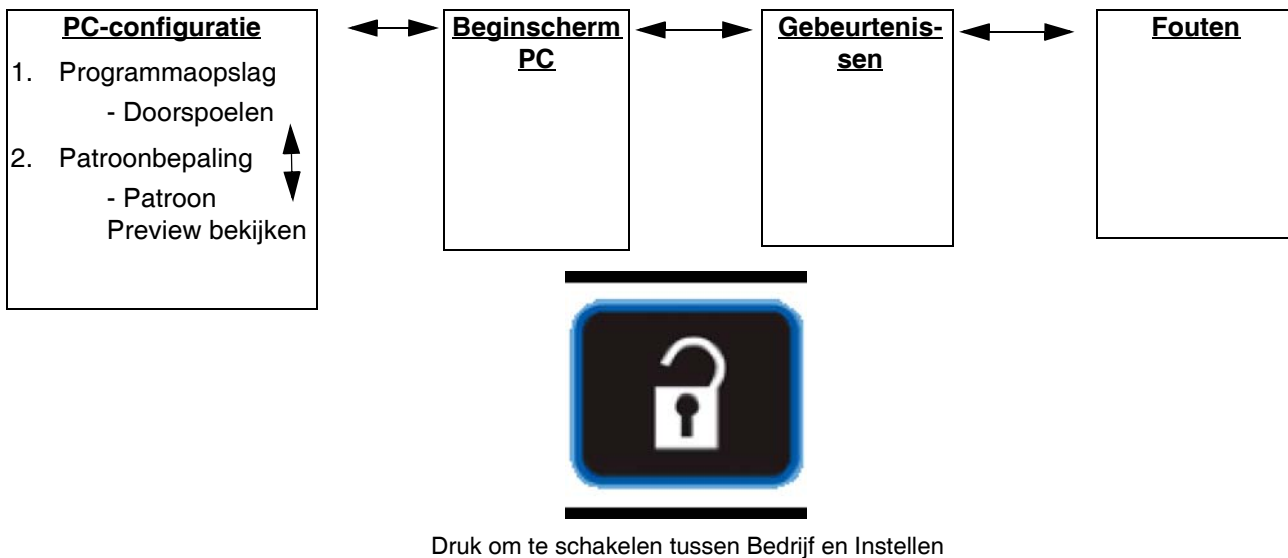 PC-configuratie
1. Programmaopslag
- Doorspoelen
2. Patroonbepaling
- Patroon
Preview bekijken
Beginscherm
PC
Gebeurtenis-
sen
Fouten
Druk om te schakelen tussen Bedrijf en Instellen